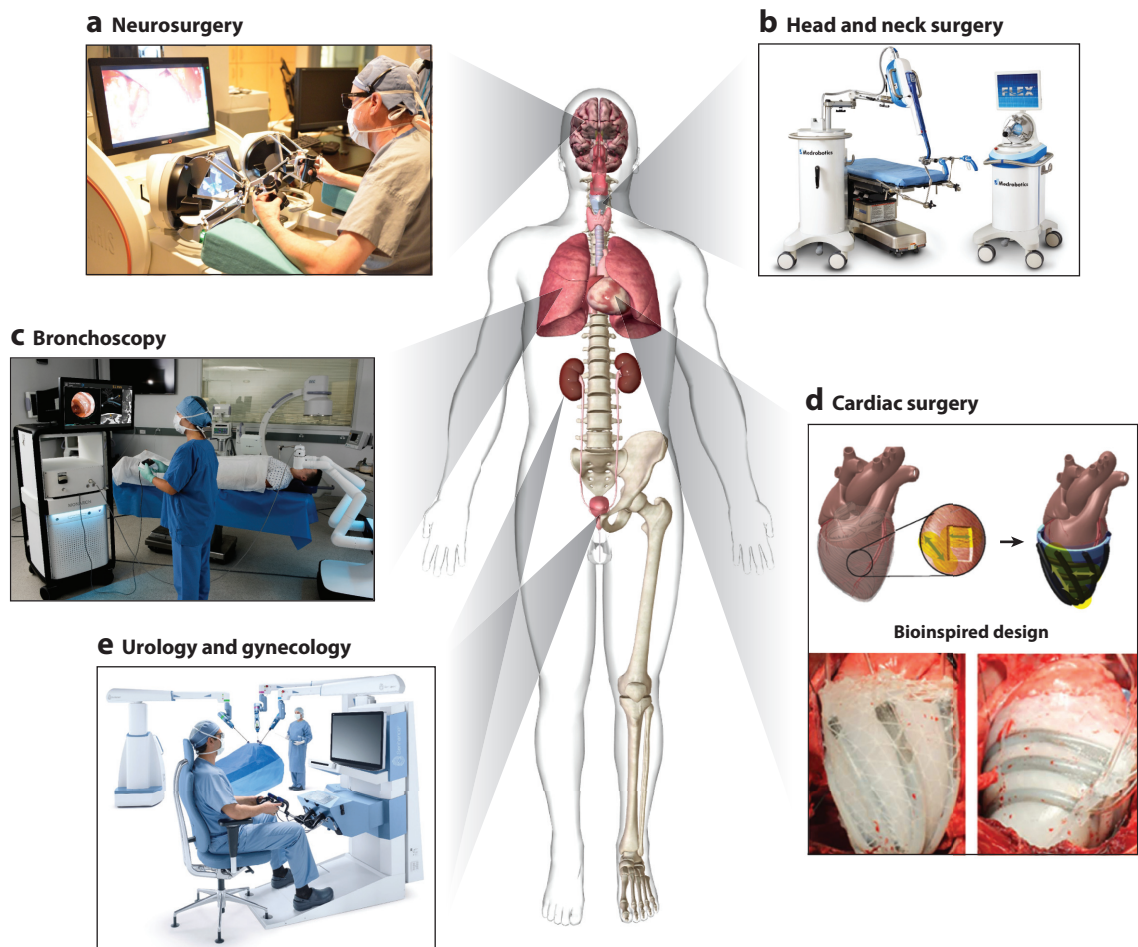 a Neurosurgery
b Head and neck surgery
FLEX
Medrobotics
Medrobotics
c Bronchoscopy
d Cardiac surgery
Bioinspired design
e Urology and gynecology